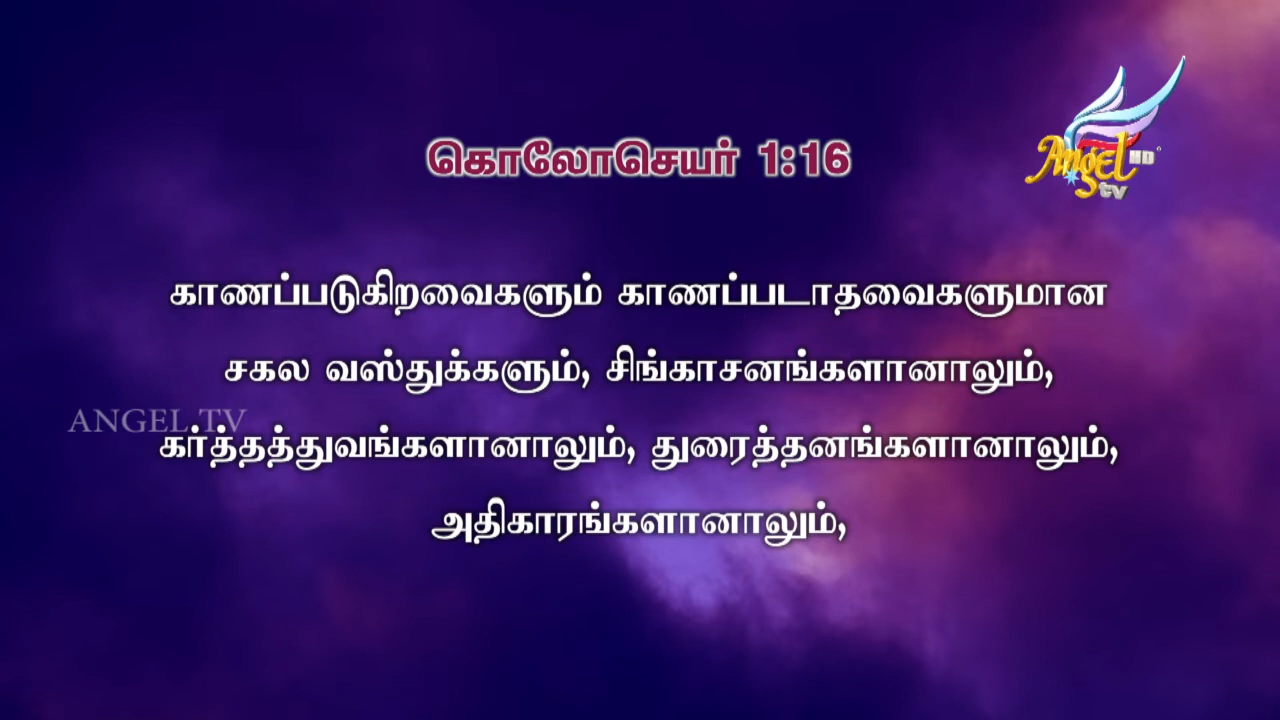 கொலோசெயர் 1:16
Angel HD
tv
காணப்படுகிறவைகளும் காணப்படாதவைகளுமான
சகல வஸ்துக்களும், சிங்காசனங்களானாலும்,
ANGEL TV
கர்த்தத்துவங்களானாலும், துரைத்தனங்களானாலும்,
அதிகாரங்களானாலும்,